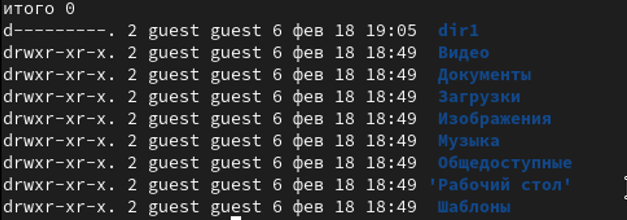 итого 0
d---------. 2 guest guest 6 фев 18 19:05  dir1
drwxr-xr-x. 2 guest guest 6 фев 18 18:49  Видео
drwxr-xr-x. 2 guest guest 6 фев 18 18:49  Документы
drwxr-xr-x. 2 guest guest 6 фев 18 18:49  Загрузки
drwxr-xr-x. 2 guest guest 6 фев 18 18:49  Изображения
drwxr-xr-x. 2 guest guest 6 фев 18 18:49  Музыка
drwxr-xr-x. 2 guest guest 6 фев 18 18:49  Общедоступные
drwxr-xr-x. 2 guest guest 6 фев 18 18:49 'Рабочий стол'
drwxr-xr-x. 2 guest guest 6 фев 18 18:49  Шаблоны